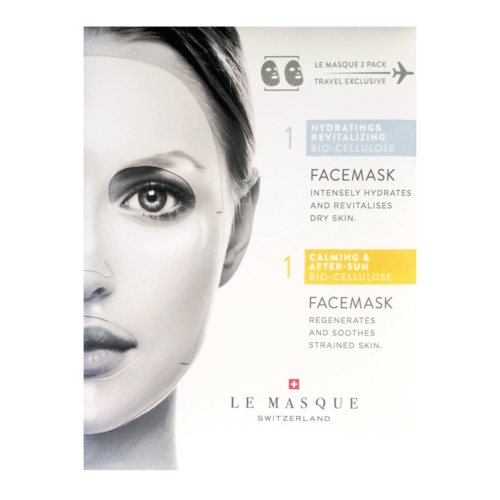 LE MASQUE 2 PACK
TRAVEL EXCLUSIVE
1
HYDRATING&
REVITALIZING
BIO-CELLULOSE
FACEMASK
INTENSELY HYDRATES
AND REVITALISES
DRY SKIN.
1
CALMING &
AFTER-SUN
BIO-CELLULOSE
FACEMASK
REGENERATES
AND SOOTHES
STRAINED SKIN.
LE MASQUE
SWITZERLAND